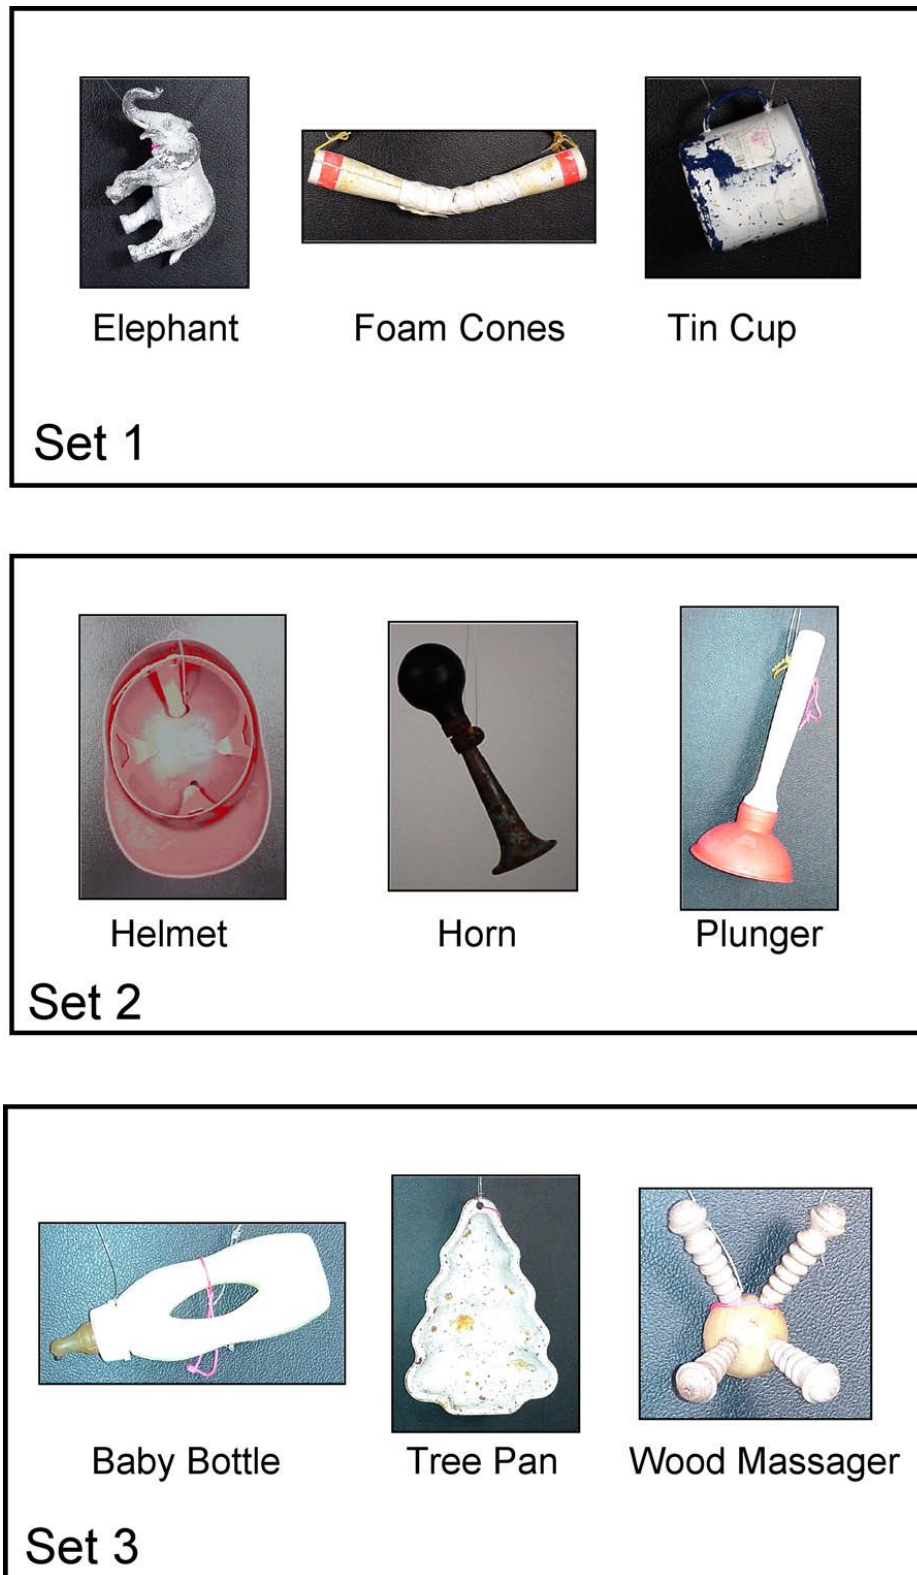 Elephant Foam Cones Tin Cup
Set 1
Helmet Horn Plunger
Set 2
Baby Bottle Tree Pan Wood Massager
Set 3